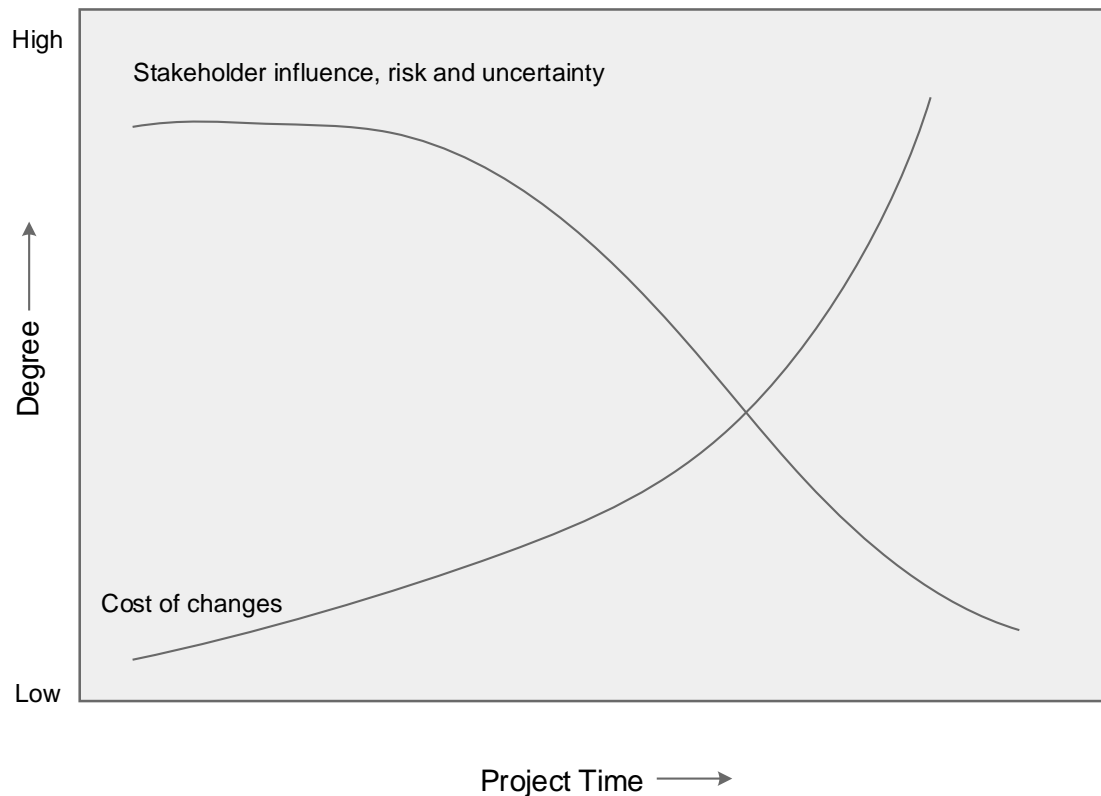 High
Stakeholder influence, risk and uncertainty
Degree
Cost of changes
Low
Project Time